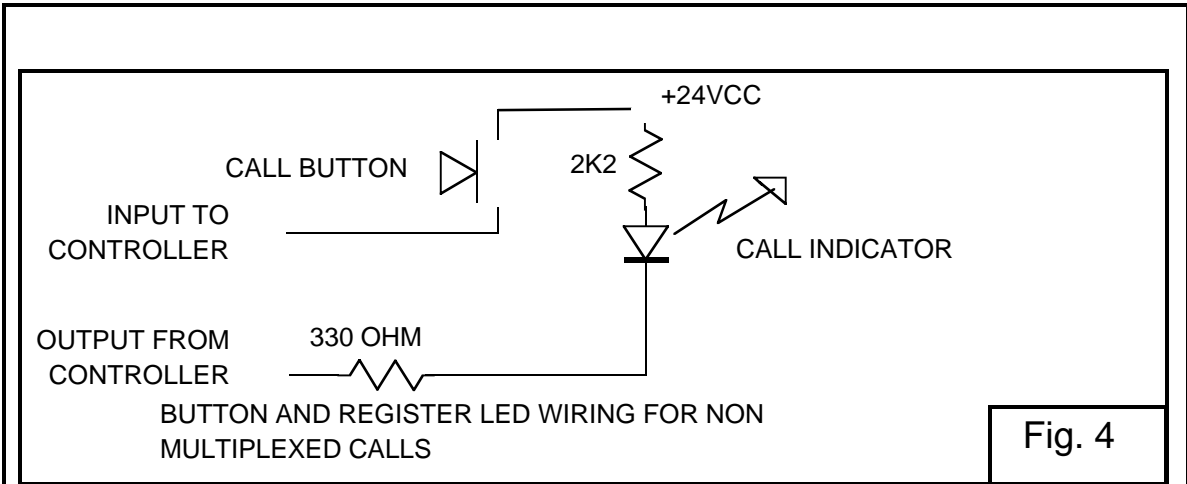 +24VCC
CALL BUTTON
2K2
INPUT TO
CONTROLLER
CALL INDICATOR
OUTPUT FROM
CONTROLLER
330 OHM
BUTTON AND REGISTER LED WIRING FOR NON
MULTIPLEXED CALLS
Fig. 4